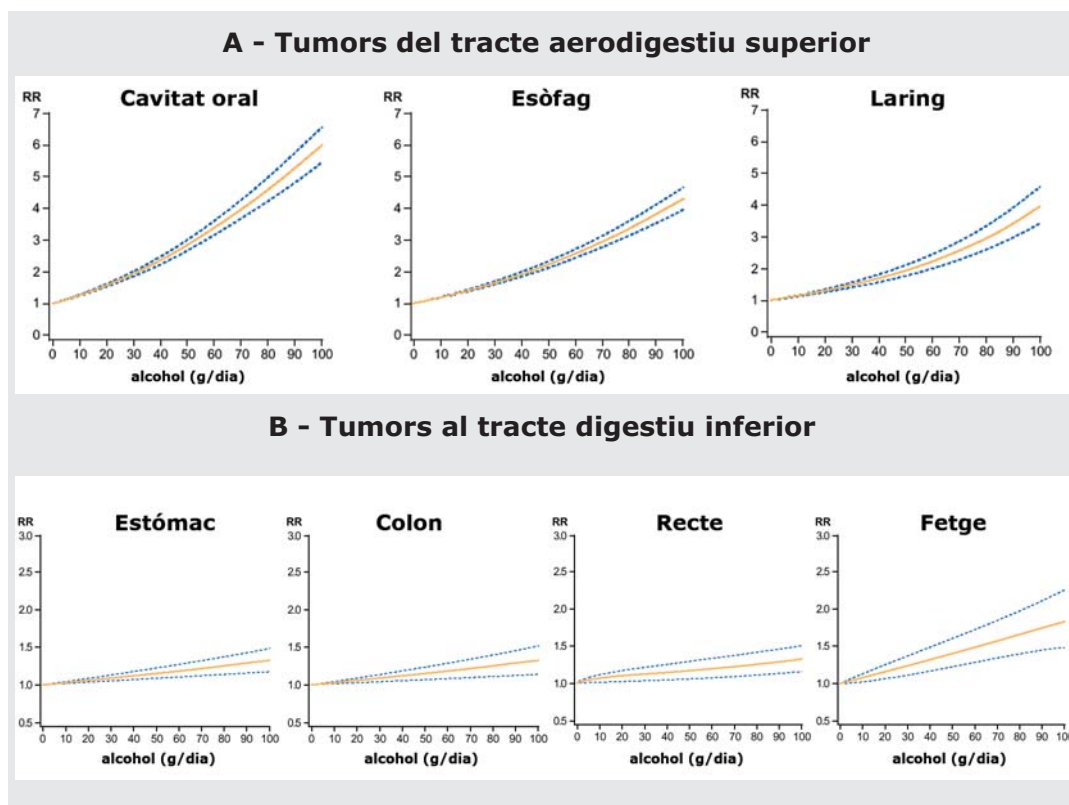 A - Tumors del tracte aerodigestiu superior
RR Cavitat oral
7
6
5
4
3
2
1
0
0 10 20 30 40 50 60 70 80 90 100
alcohol (g/dia)
RR Esòfag
7
6
5
4
3
2
1
0
0 10 20 30 40 50 60 70 80 90 100
alcohol (g/dia)
RR Laring
7
6
5
4
3
2
1
0
0 10 20 30 40 50 60 70 80 90 100
alcohol (g/dia)
B - Tumors al tracte digestiu inferior
RR Estómac
3.0
2.5
2.0
1.5
1.0
0.5
0 10 20 30 40 50 60 70 80 90 100
alcohol (g/dia)
RR Colon
3.0
2.5
2.0
1.5
1.0
0.5
0 10 20 30 40 50 60 70 80 90 100
alcohol (g/dia)
RR Recte
3.0
2.5
2.0
1.5
1.0
0.5
0 10 20 30 40 50 60 70 80 90 100
alcohol (g/dia)
RR Fetge
3.0
2.5
2.0
1.5
1.0
0.5
0 10 20 30 40 50 60 70 80 90 100
alcohol (g/dia)